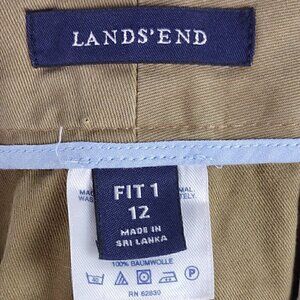 LANDS'END
FIT 1
12
MADE IN
SRI LANKA
100% BAUMWOLLE
RN 62830